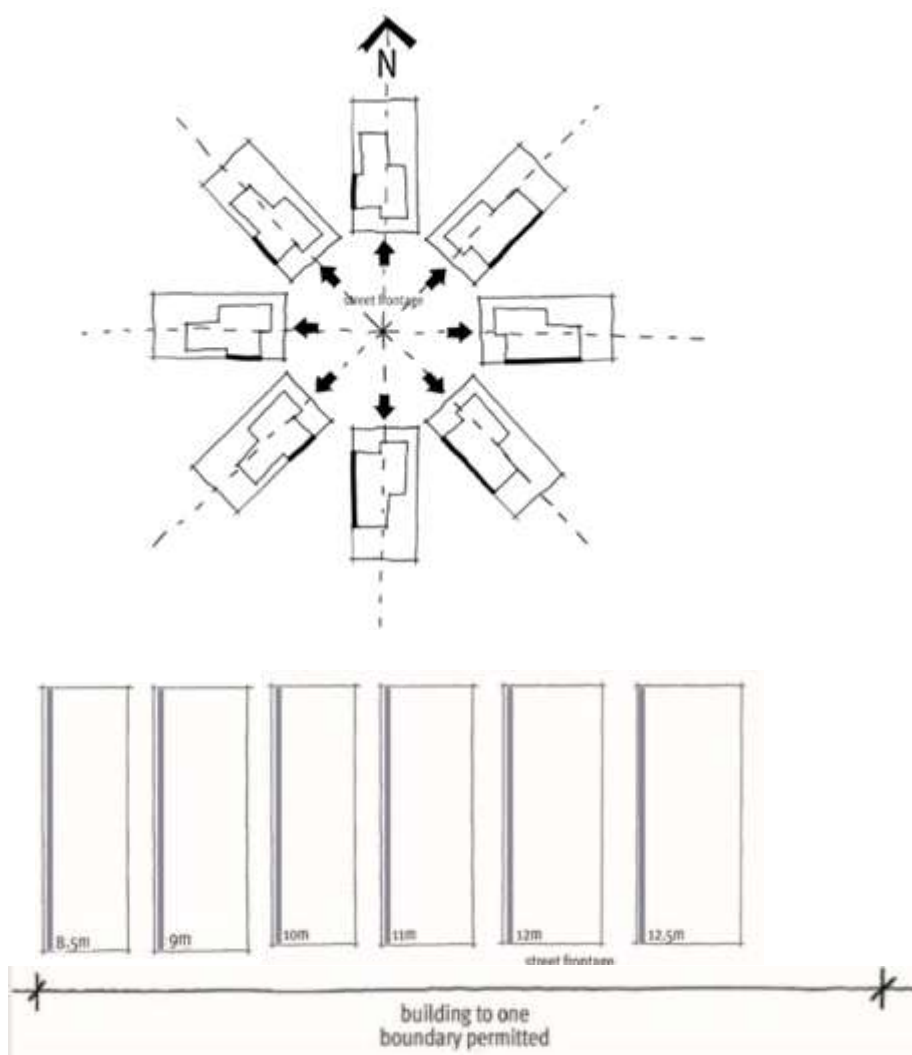 N
street frontage
8.5m
9m
10m
11m
12m
12.5m
street frontage
building to one
boundary permitted